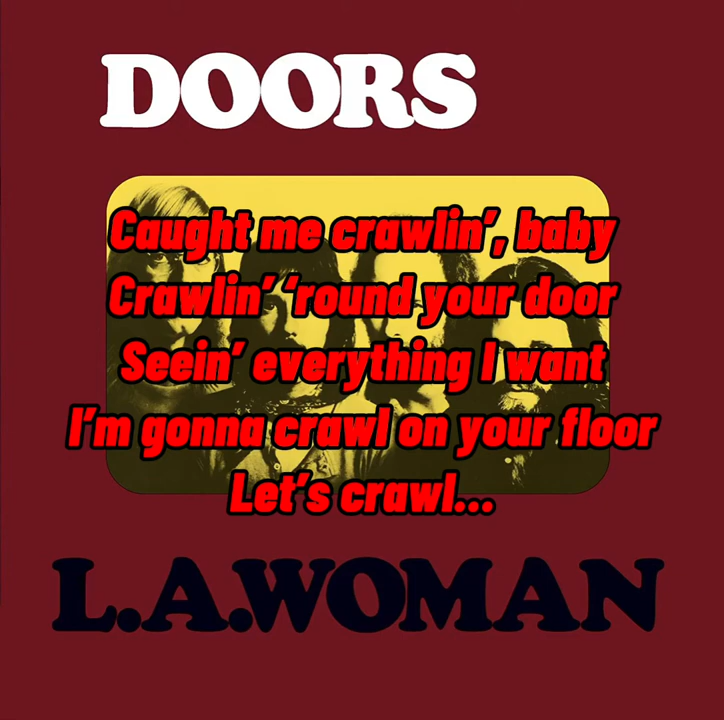 DOORS
Caught me crawlin’, baby
Crawlin’ ‘round your door
Seein’ everything I want
I’m gonna crawl on your floor
Let’s crawl...
L.A.WOMAN